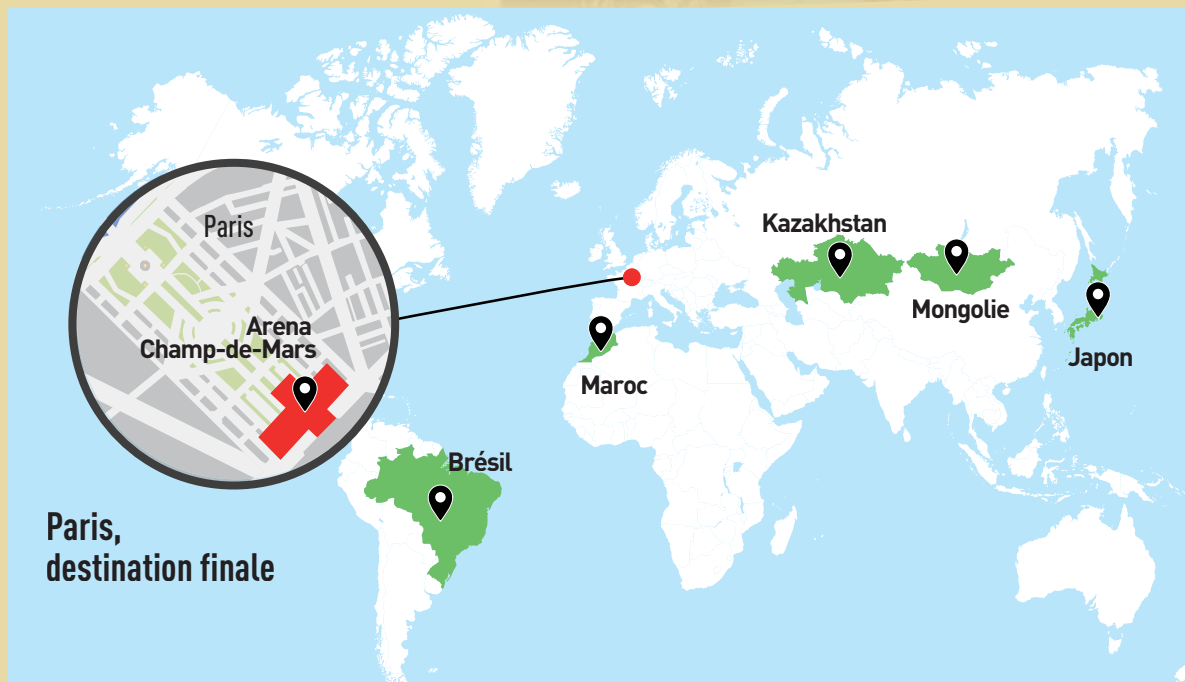 Paris
Arena
Champ-de-Mars
Kazakhstan
Mongolie
Japon
Maroc
Brésil
Paris,
destination finale